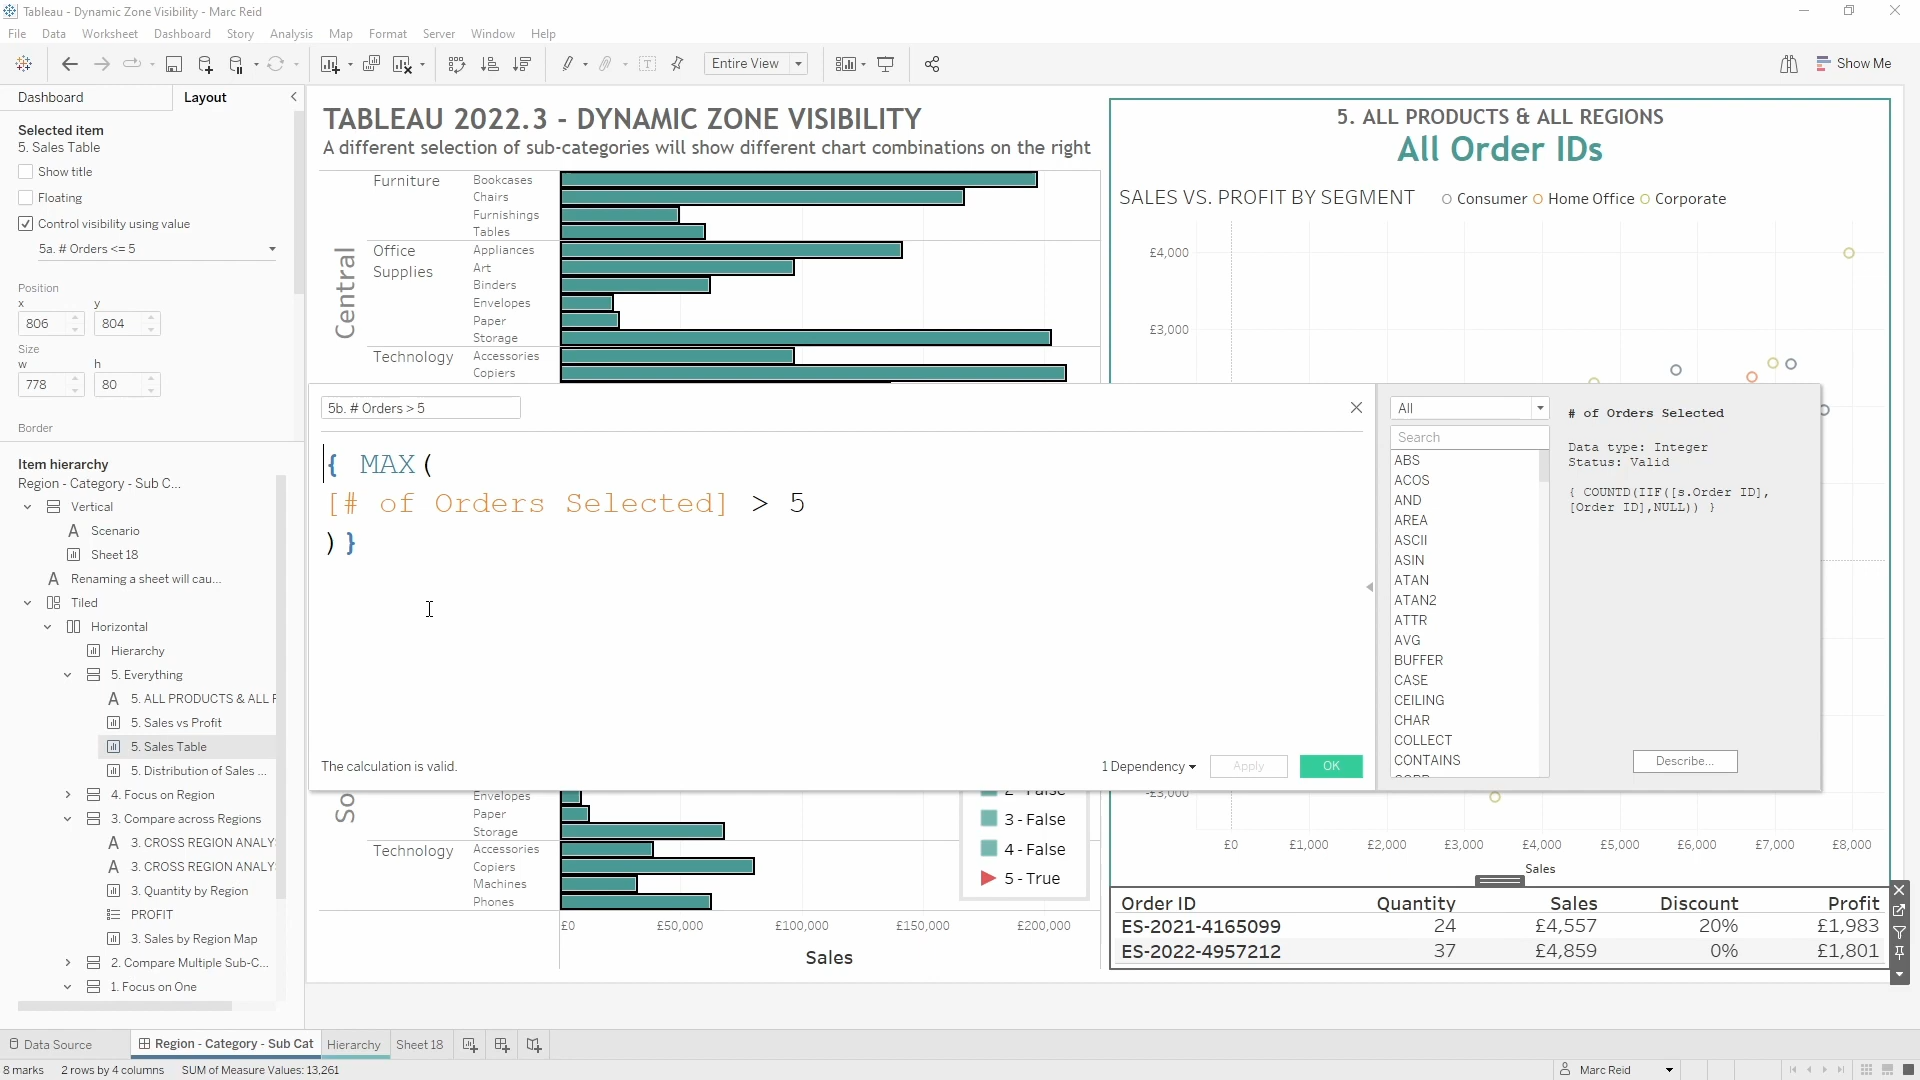 Tableau - Dynamic Zone Visibility - Marc Reid
File Data Worksheet Dashboard Story Analysis Map Format Server Window Help
Entire View
Show Me
Dashboard
Layout
Selected item
5. Sales Table
Show title
Floating
Control visibility using value
5a. # Orders <= 5
Position
x y
806 804
Size
w h
778 80
Border
Item hierarchy
Region - Category - Sub C...
Vertical
Scenario
Sheet 18
Renaming a sheet will cau...
Tiled
Horizontal
Hierarchy
5. Everything
5. ALL PRODUCTS & ALL R
5. Sales vs Profit
5. Sales Table
5. Distribution of Sales ...
4. Focus on Region
3. Compare across Regions
3. CROSS REGION ANALY
3. CROSS REGION ANALY
3. Quantity by Region
PROFIT
3. Sales by Region Map
2. Compare Multiple Sub-C...
1. Focus on One
TABLEAU 2022.3 - DYNAMIC ZONE VISIBILITY
A different selection of sub-categories will show different chart combinations on the right
Central
Furniture
Bookcases
Chairs
Furnishings
Tables
Office Supplies
Appliances
Art
Binders
Envelopes
Paper
Storage
Technology
Accessories
Copiers
5. ALL PRODUCTS & ALL REGIONS
All Order IDs
SALES VS. PROFIT BY SEGMENT
Consumer Home Office Corporate
£4,000
£3,000
5b. # Orders > 5
{ MAX(
[# of Orders Selected] > 5
) }
The calculation is valid.
1 Dependency
Apply
OK
All
Search
ABS
ACOS
AND
AREA
ASCII
ASIN
ATAN
ATAN2
ATTR
AVG
BUFFER
CASE
CEILING
CHAR
COLLECT
CONTAINS
# of Orders Selected
Data type: Integer
Status: Valid
{ COUNTD(IIF([s.Order ID],
[Order ID],NULL)) }
Describe...
So
Envelopes
Paper
Storage
Technology
Accessories
Copiers
Machines
Phones
2 - False
3 - False
4 - False
5 - True
£0 £50,000 £100,000 £150,000 £200,000
Sales
-£3,000
£0 £1,000 £2,000 £3,000 £4,000 £5,000 £6,000 £7,000 £8,000
Sales
Order ID Quantity Sales Discount Profit
ES-2021-4165099 24 £4,557 20% £1,983
ES-2022-4957212 37 £4,859 0% £1,801
Data Source
Region - Category - Sub Cat
Hierarchy
Sheet 18
8 marks 2 rows by 4 columns SUM of Measure Values: 13,261
Marc Reid